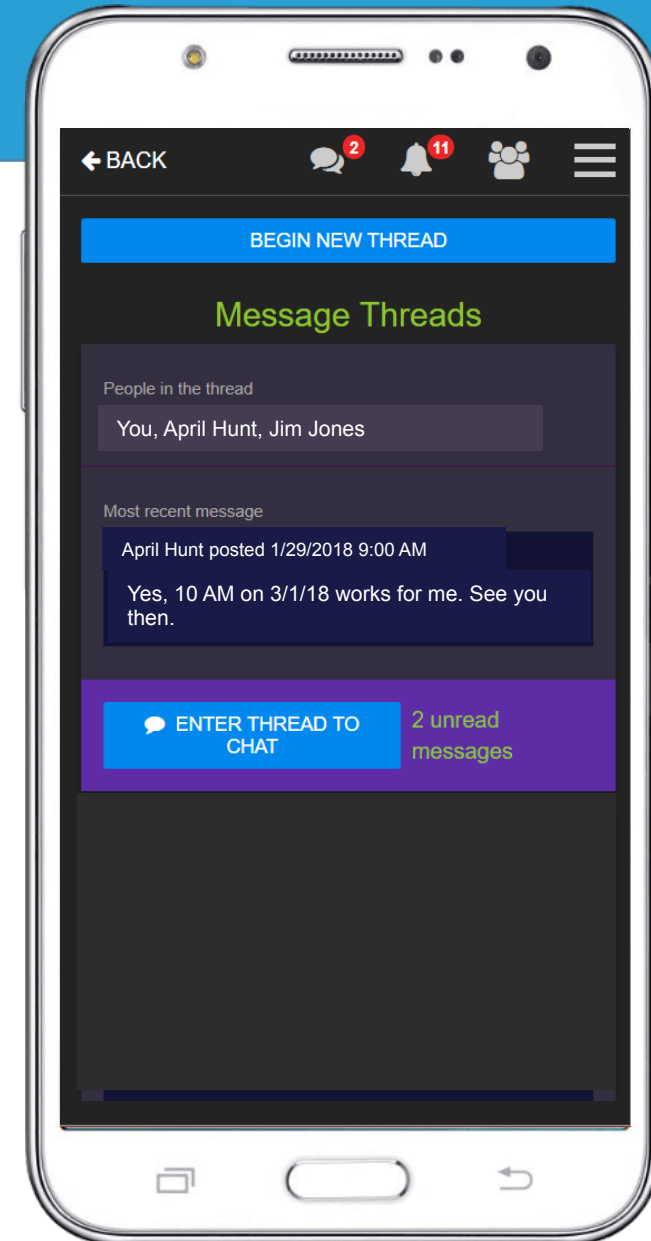 BACK 2 11
BEGIN NEW THREAD
Message Threads
People in the thread
You, April Hunt, Jim Jones
Most recent message
April Hunt posted 1/29/2018 9:00 AM
Yes, 10 AM on 3/1/18 works for me. See you
then.
ENTER THREAD TO
CHAT
2 unread
messages